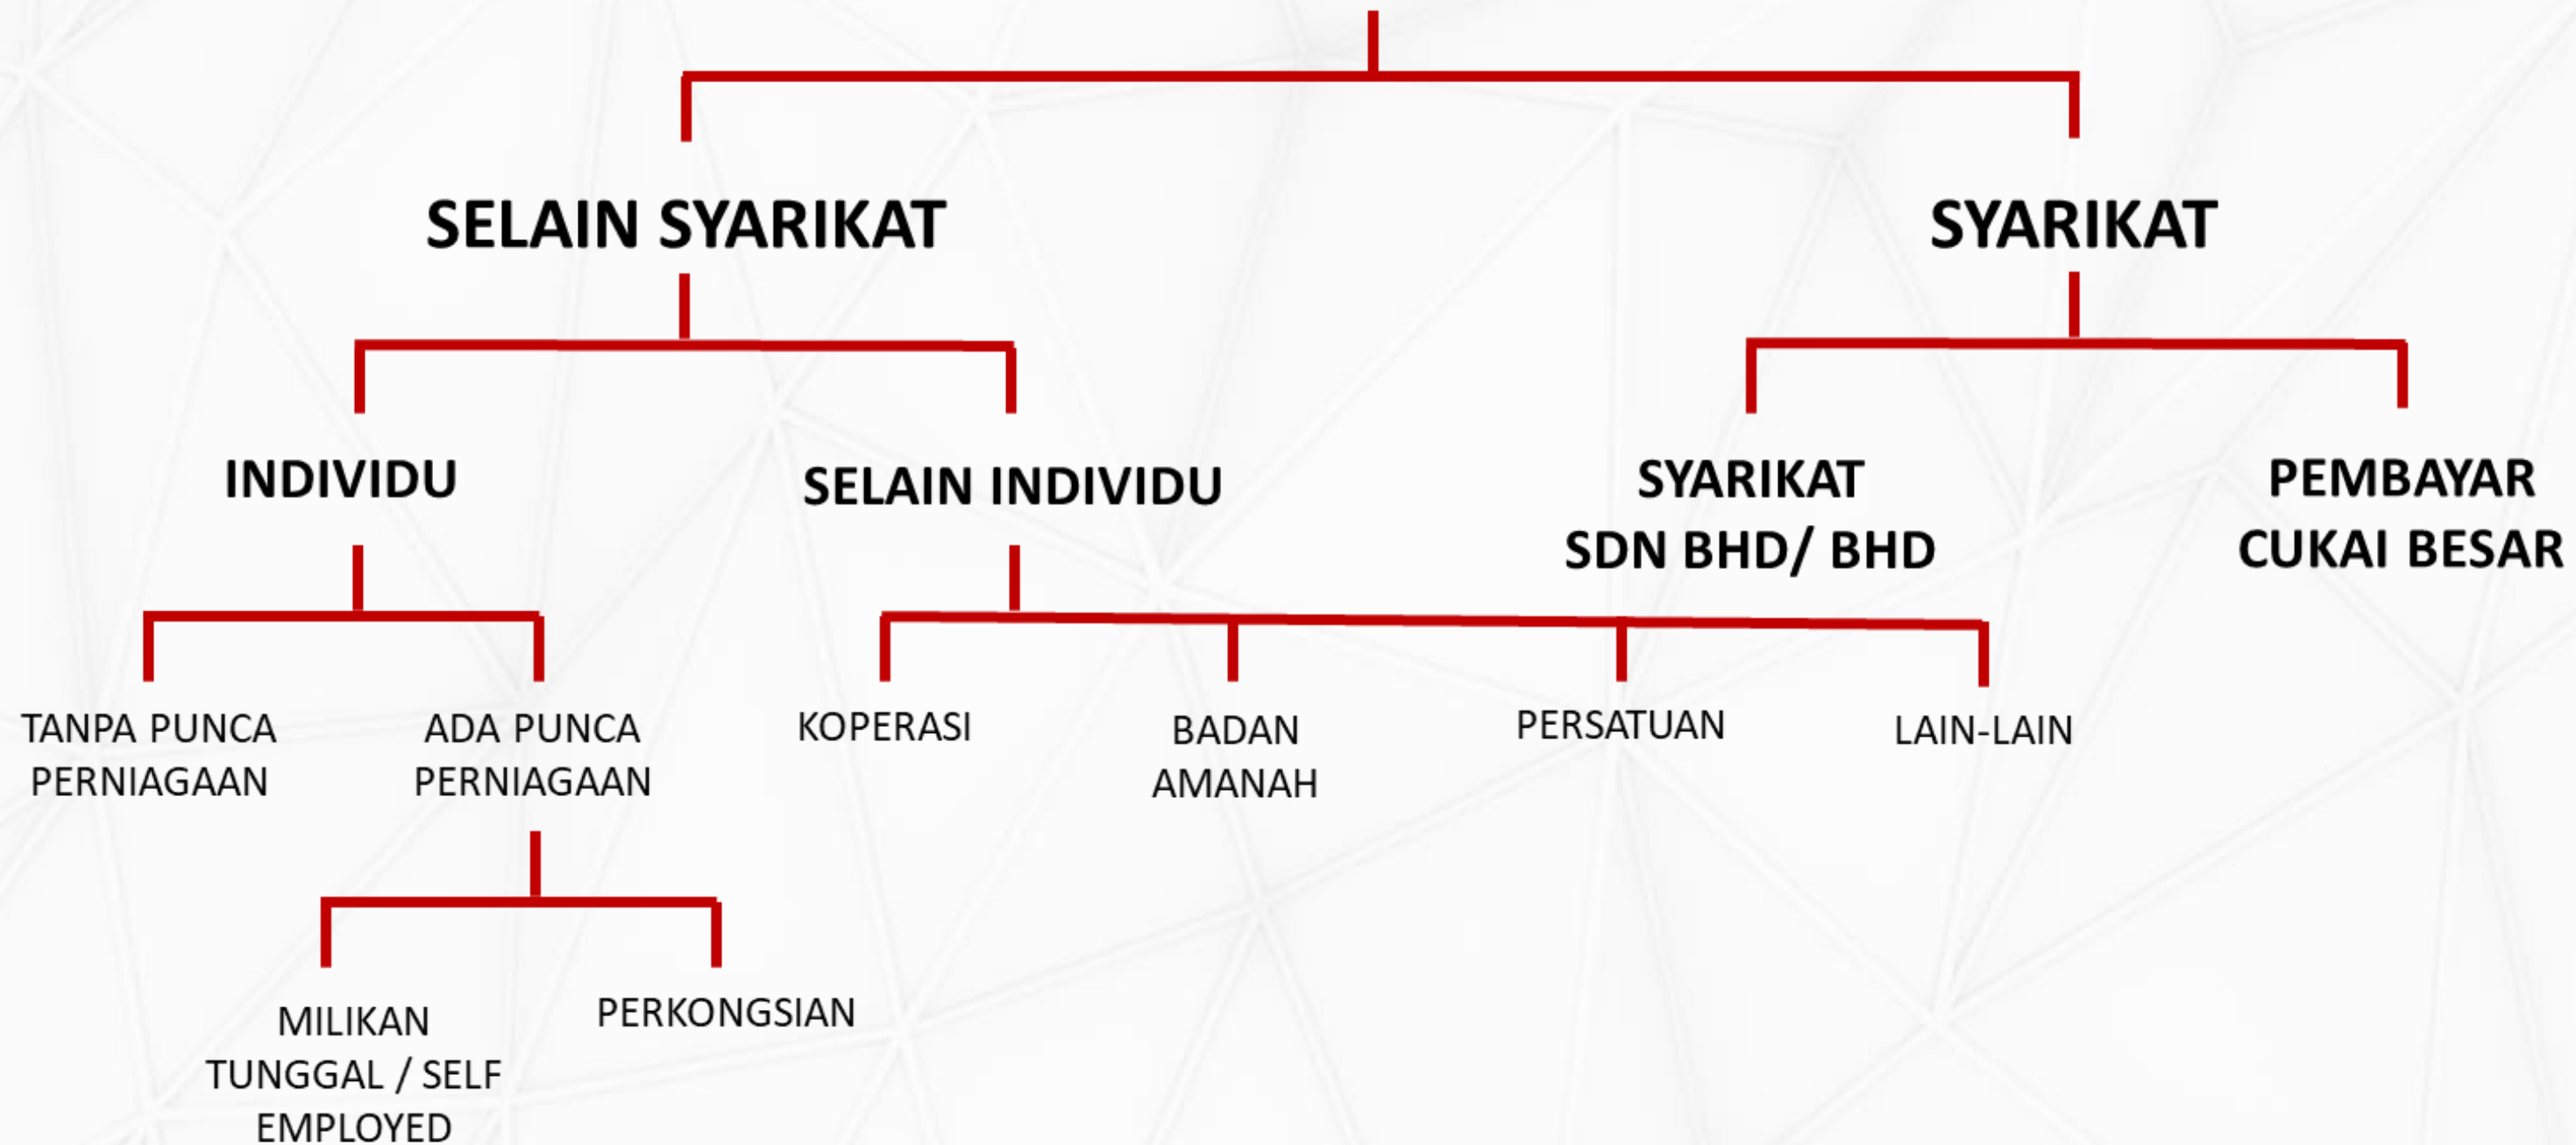 SELAIN SYARIKAT
SYARIKAT
INDIVIDU
SELAIN INDIVIDU
SYARIKAT
SDN BHD/ BHD
PEMBAYAR
CUKAI BESAR
TANPA PUNCA
PERNIAGAAN
ADA PUNCA
PERNIAGAAN
KOPERASI
BADAN
AMANAH
PERSATUAN
LAIN-LAIN
MILIKAN
TUNGGAL / SELF
EMPLOYED
PERKONGSIAN